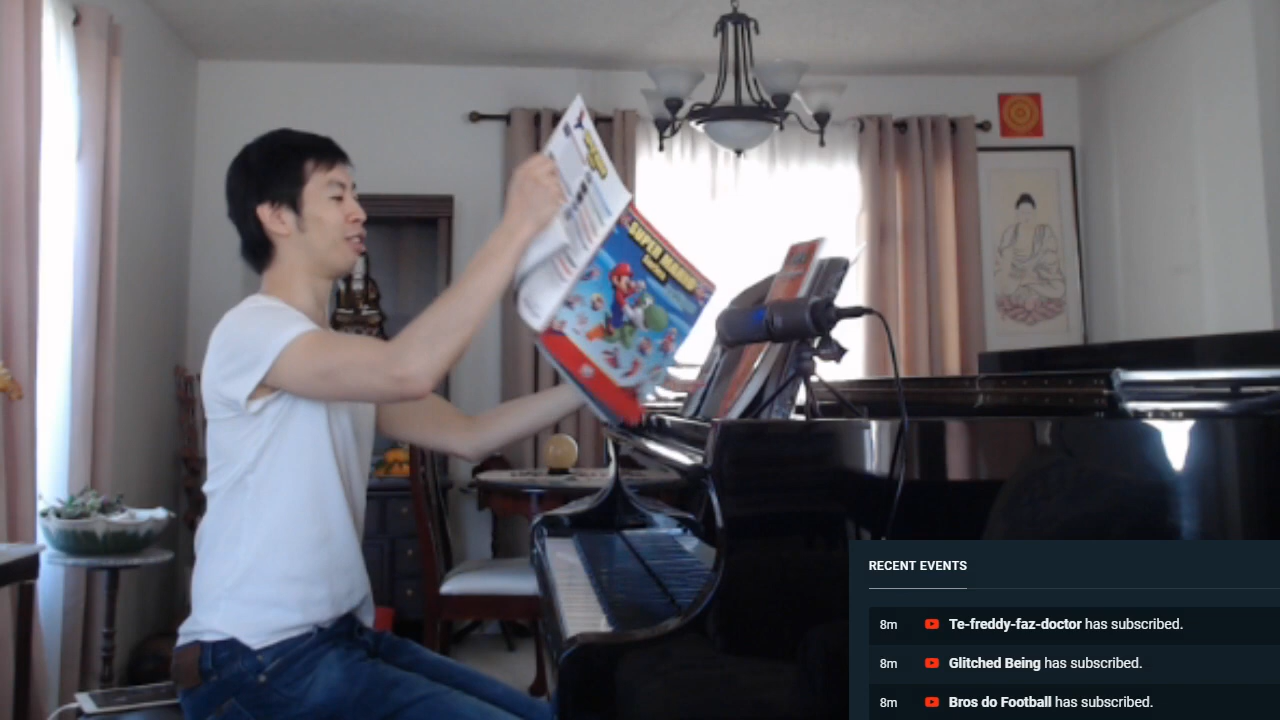 SUPER MARIO
Series
RECENT EVENTS
8m Te-freddy-faz-doctor has subscribed.
8m Glitched Being has subscribed.
8m Bros do Football has subscribed.